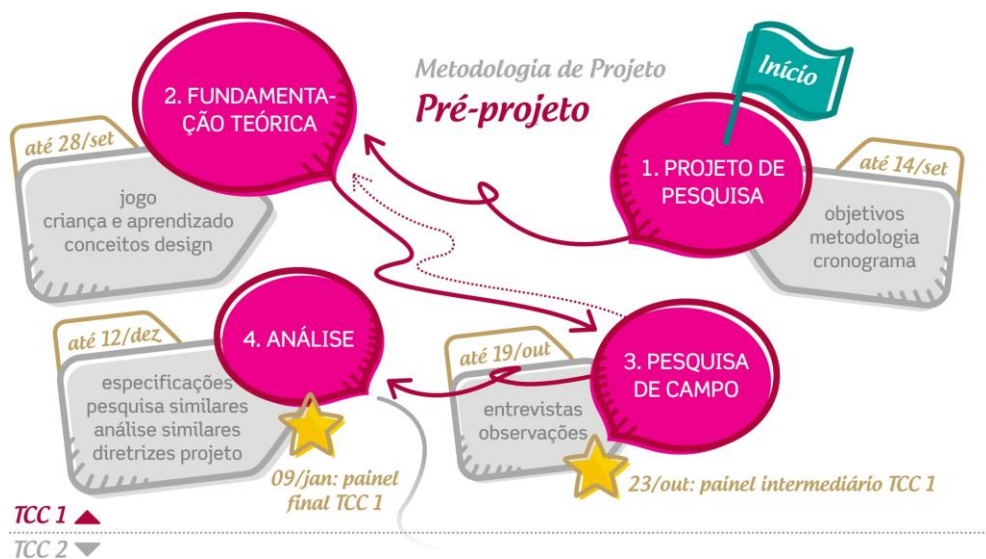 Metodologia de Projeto
Pré-projeto
Início
1. PROJETO DE
PESQUISA
até 14/set
objetivos
metodologia
cronograma
2. FUNDAMENTA-
ÇÃO TEÓRICA
até 28/set
jogo
criança e aprendizado
conceitos design
3. PESQUISA
DE CAMPO
até 19/out
entrevistas
observações
23/out: painel intermediário TCC 1
4. ANÁLISE
até 12/dez
especificações
pesquisa similares
análise similares
diretrizes projeto
09/jan: painel
final TCC 1
TCC 1
TCC 2